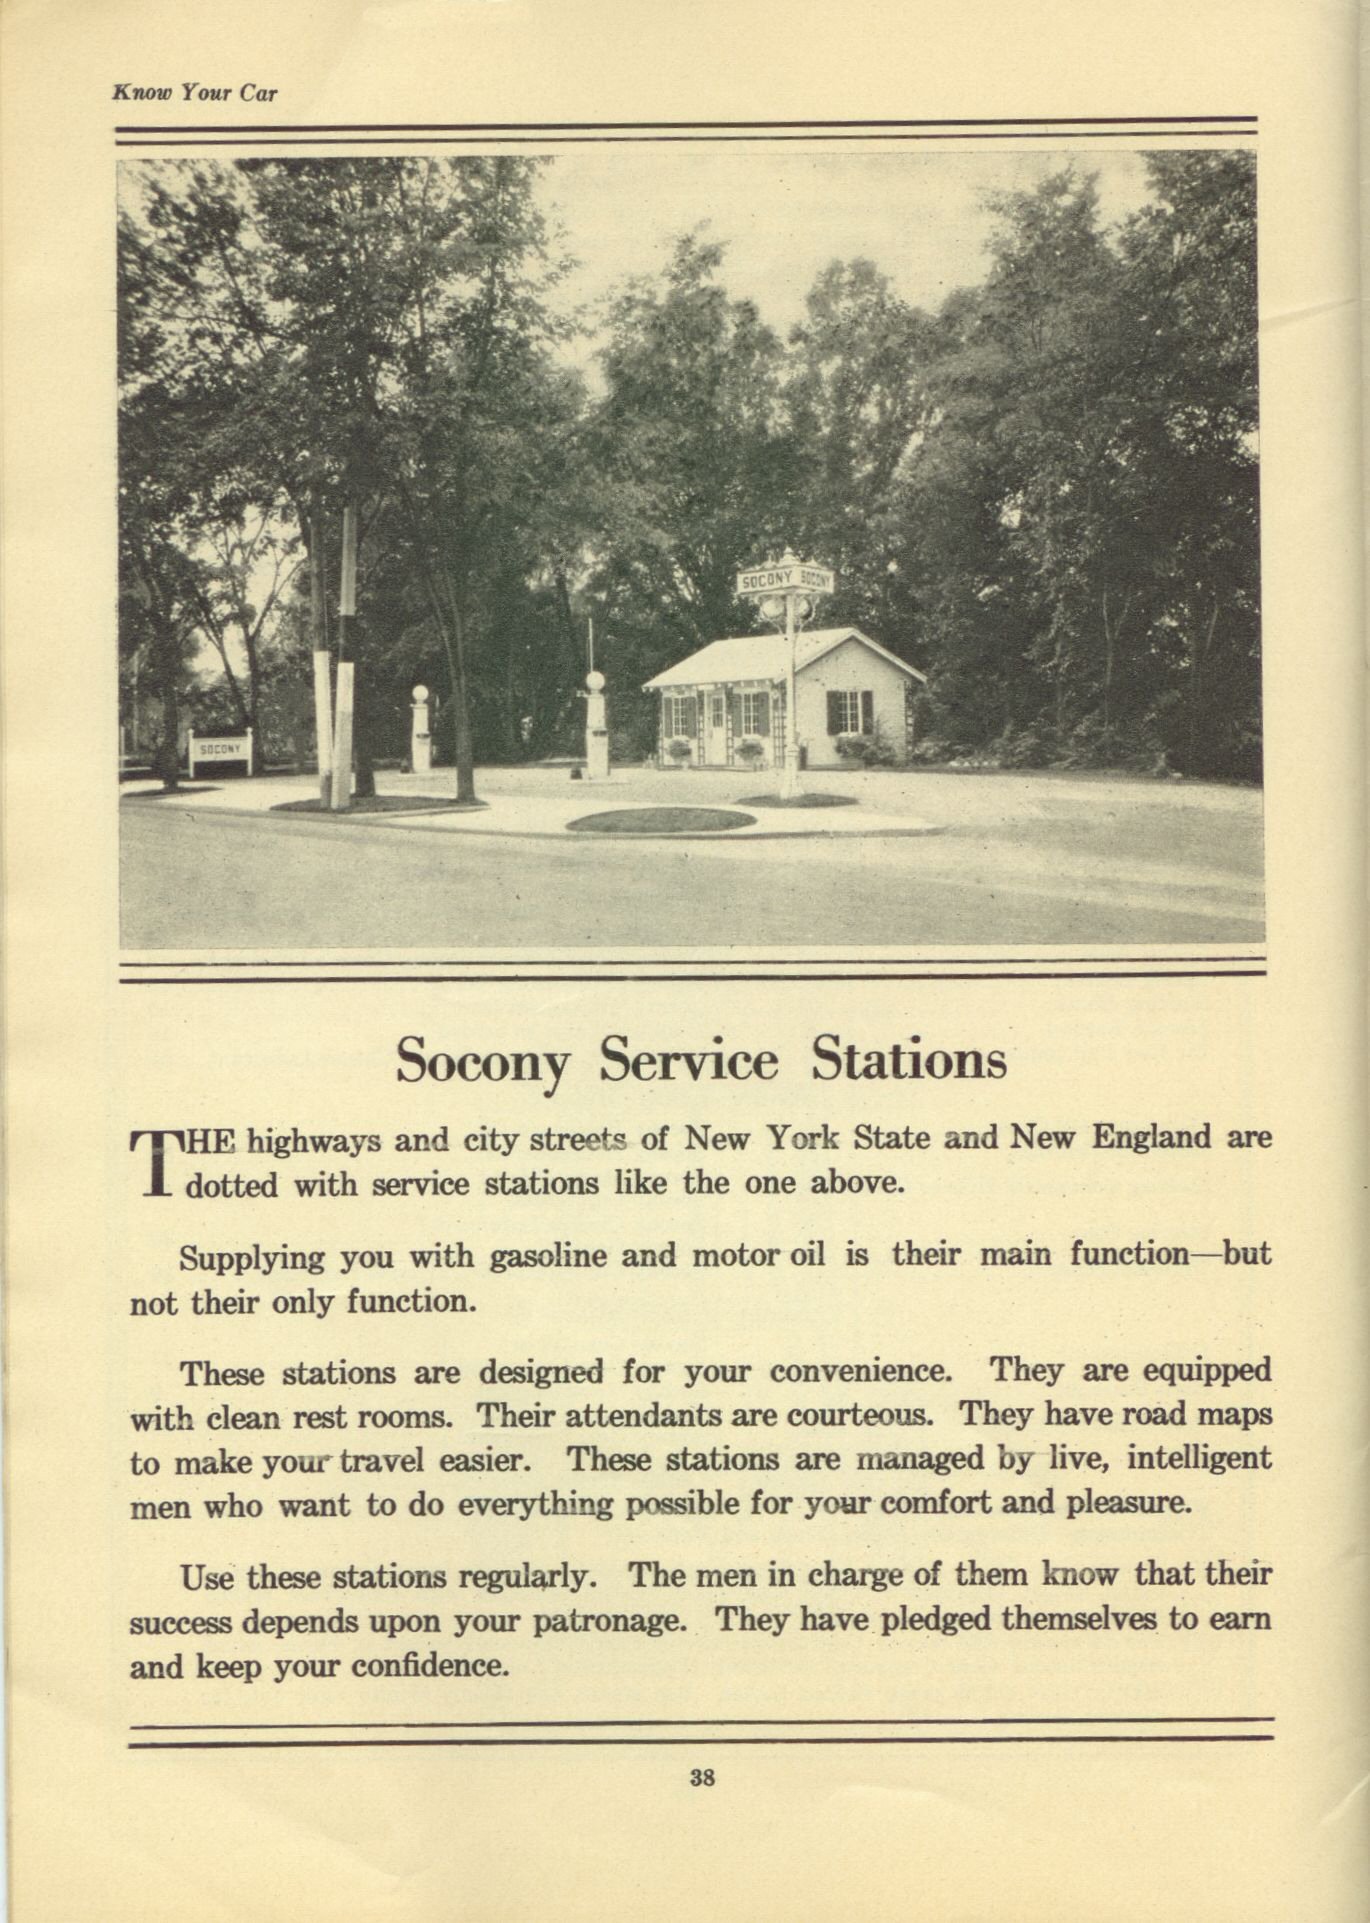 Know Your Car
SOCONY SOCONY
SOCONY
Socony Service Stations
THE highways and city streets of New York State and New England are
dotted with service stations like the one above.
Supplying you with gasoline and motor oil is their main function—but
not their only function.
These stations are designed for your convenience. They are equipped
with clean rest rooms. Their attendants are courteous. They have road maps
to make your travel easier. These stations are managed by live, intelligent
men who want to do everything possible for your comfort and pleasure.
Use these stations regularly. The men in charge of them know that their
success depends upon your patronage. They have pledged themselves to earn
and keep your confidence.
38